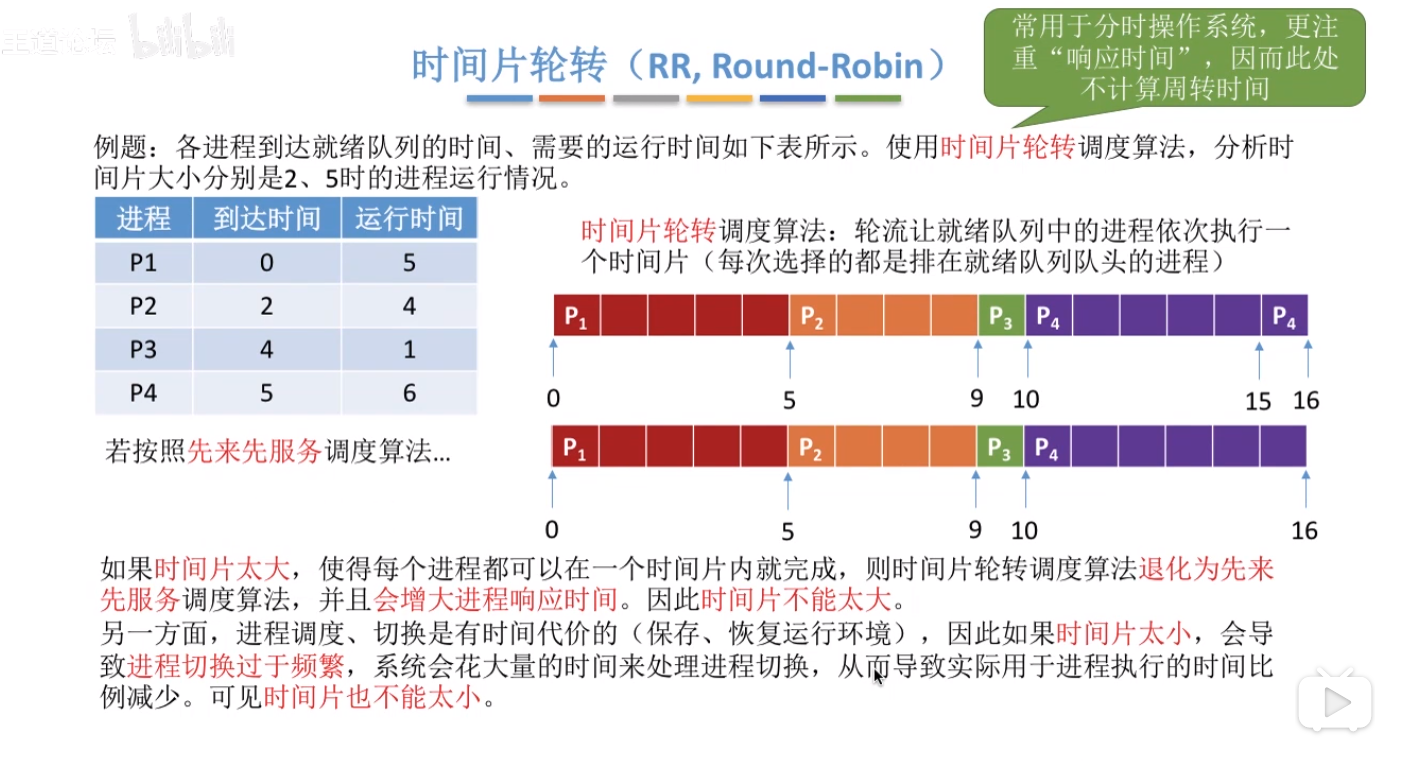 王道论坛 bilibili
常用于分时操作系统，更注
重“响应时间”，因而此处
不计算周转时间
时间片轮转（RR, Round-Robin）
例题：各进程到达就绪队列的时间、需要的运行时间如下表所示。使用时间片轮转调度算法，分析时
间片大小分别是2、5时的进程运行情况。
进程 到达时间 运行时间
P1 0 5
P2 2 4
P3 4 1
P4 5 6
时间片轮转调度算法：轮流让就绪队列中的进程依次执行一
个时间片（每次选择的都是排在就绪队列队头的进程）
P1 P2 P3 P4 P4
0 5 9 10 15 16
若按照先来先服务调度算法...
P1 P2 P3 P4
0 5 9 10 16
如果时间片太大，使得每个进程都可以在一个时间片内就完成，则时间片轮转调度算法退化为先来
先服务调度算法，并且会增大进程响应时间。因此时间片不能太大。
另一方面，进程调度、切换是有时间代价的（保存、恢复运行环境），因此如果时间片太小，会导
致进程切换过于频繁，系统会花大量的时间来处理进程切换，从而导致实际用于进程执行的时间比
例减少。可见时间片也不能太小。